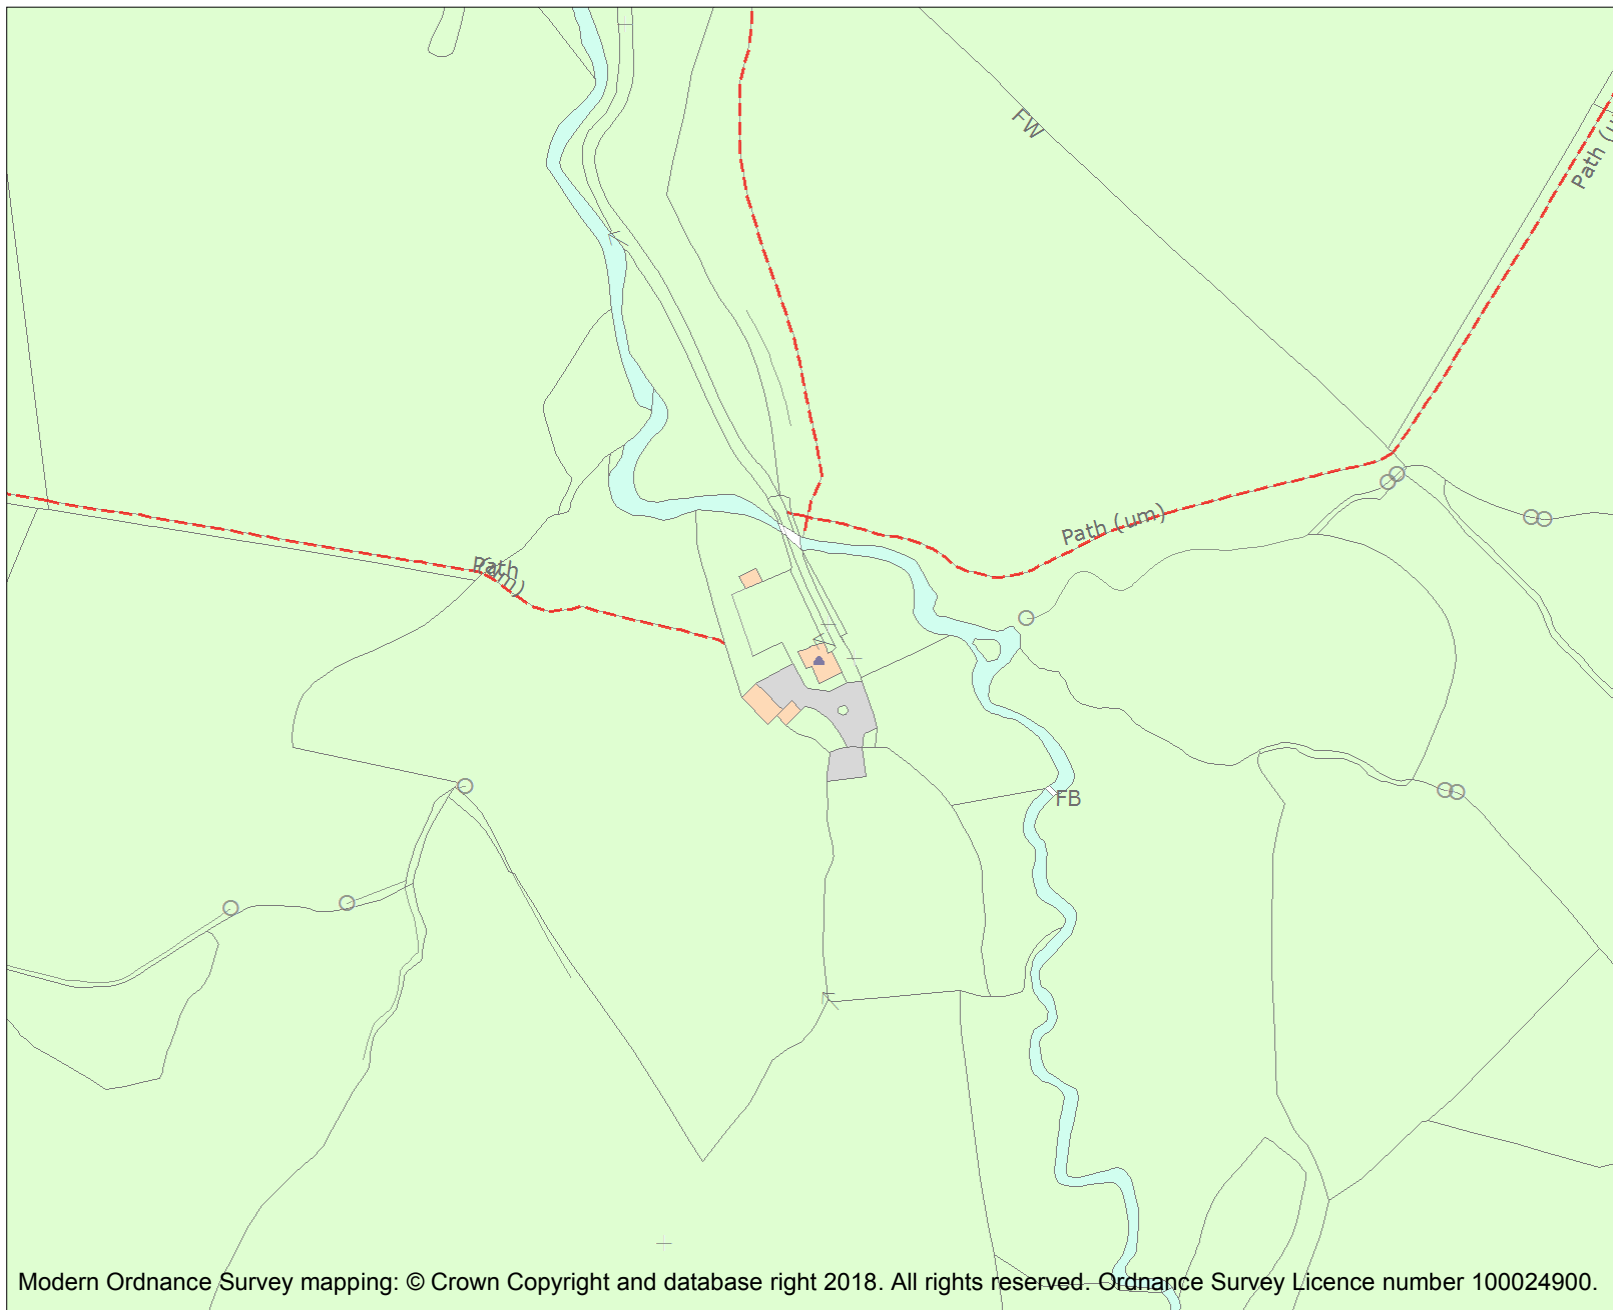 FW
Path (u
Path (um)
Path
(um)
FB
Modern Ordnance Survey mapping: © Crown Copyright and database right 2018. All rights reserved. Ordnance Survey Licence number 100024900.